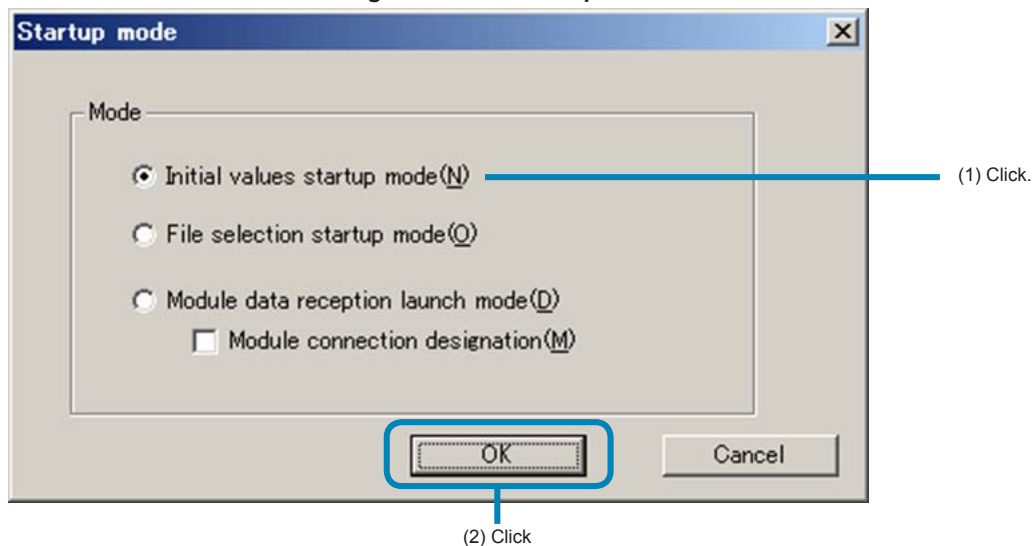 Startup mode
Mode
Initial values startup mode(N)
(1) Click.
File selection startup mode(O)
Module data reception launch mode(D)
Module connection designation(M)
OK
Cancel
(2) Click